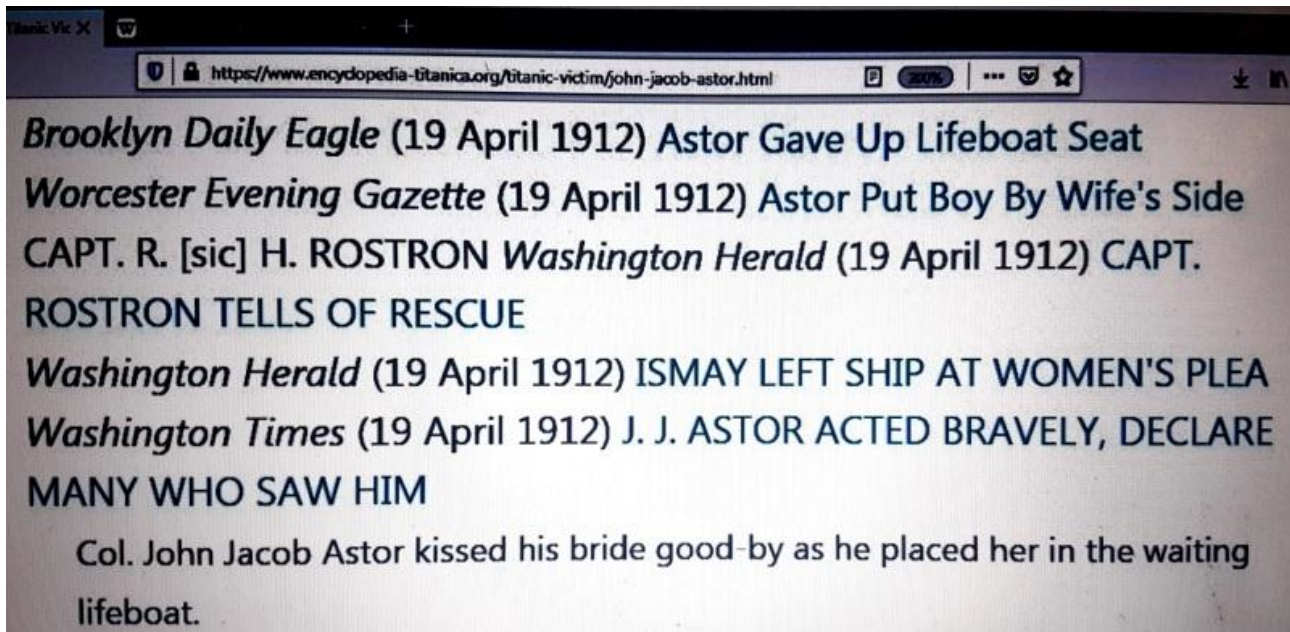 Titanic Vic
https://www.encyclopedia-titanica.org/titanic-victim/john-jacob-astor.html 200%
Brooklyn Daily Eagle (19 April 1912) Astor Gave Up Lifeboat Seat
Worcester Evening Gazette (19 April 1912) Astor Put Boy By Wife's Side
CAPT. R. [sic] H. ROSTRON Washington Herald (19 April 1912) CAPT.
ROSTRON TELLS OF RESCUE
Washington Herald (19 April 1912) ISMAY LEFT SHIP AT WOMEN'S PLEA
Washington Times (19 April 1912) J. J. ASTOR ACTED BRAVELY, DECLARE
MANY WHO SAW HIM
Col. John Jacob Astor kissed his bride good-by as he placed her in the waiting
lifeboat.